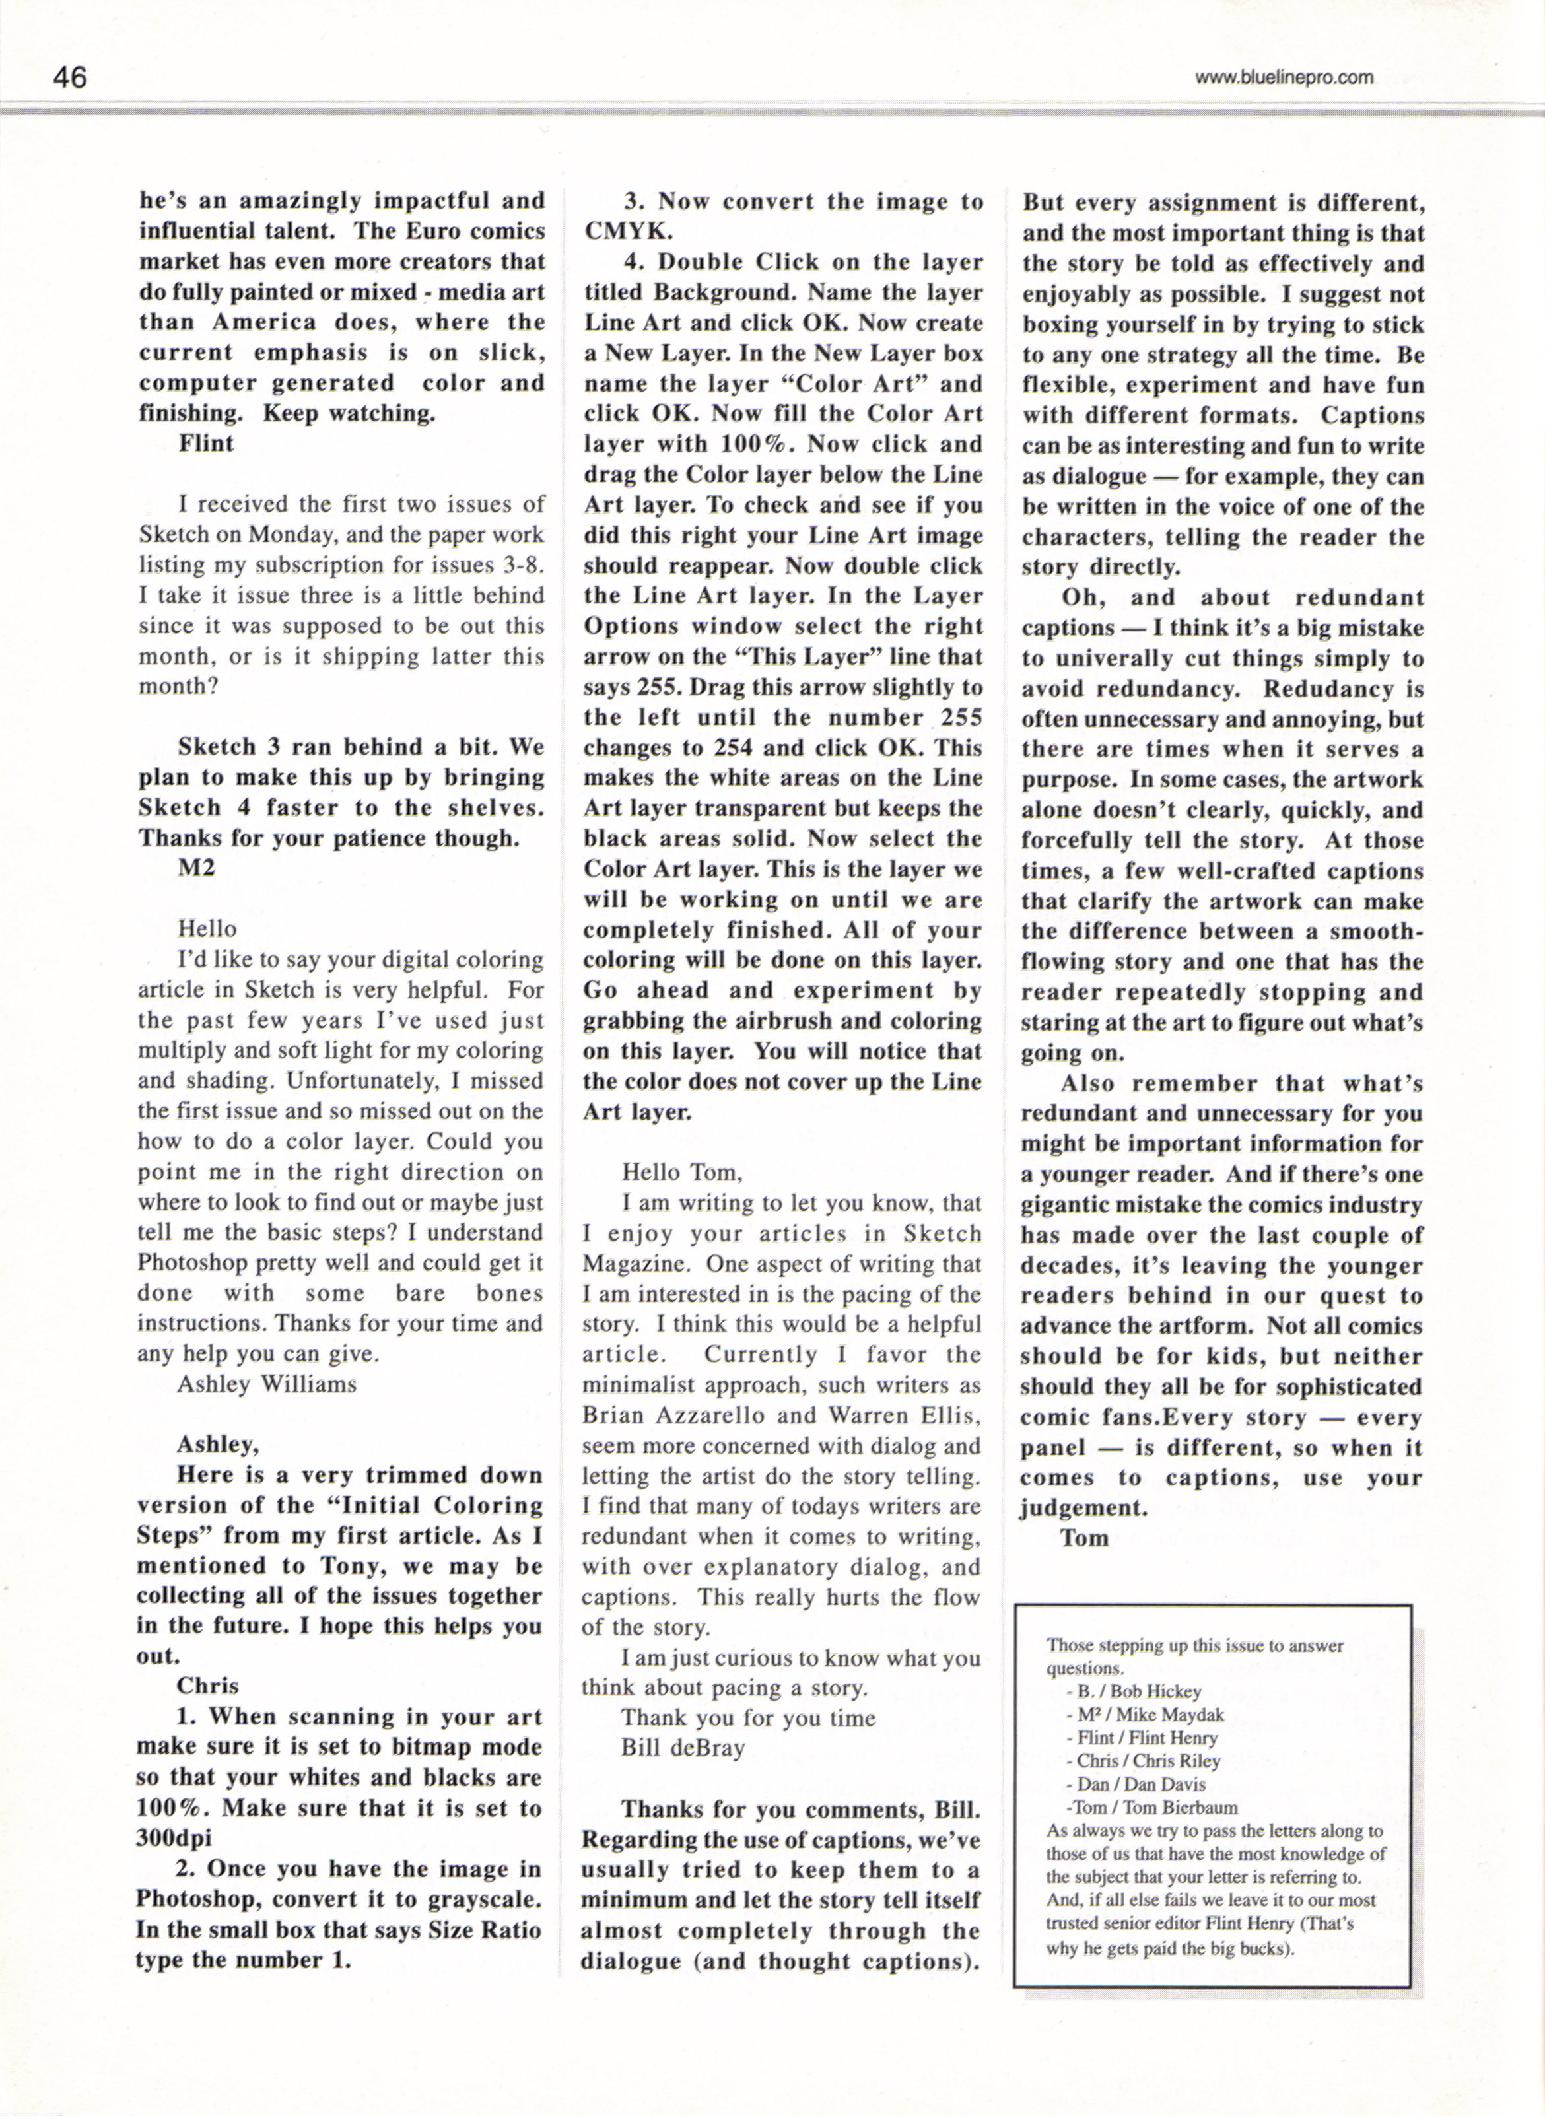 46
www.bluelinepro.com
he's an amazingly impactful and
influential talent. The Euro comics
market has even more creators that
do fully painted or mixed - media art
than America does, where the
current emphasis is on slick,
computer generated color and
finishing. Keep watching.
Flint
I received the first two issues of
Sketch on Monday, and the paper work
listing my subscription for issues 3-8.
I take it issue three is a little behind
since it was supposed to be out this
month, or is it shipping latter this
month?
Sketch 3 ran behind a bit. We
plan to make this up by bringing
Sketch 4 faster to the shelves.
Thanks for your patience though.
M2
Hello
I'd like to say your digital coloring
article in Sketch is very helpful. For
the past few years I've used just
multiply and soft light for my coloring
and shading. Unfortunately, I missed
the first issue and so missed out on the
how to do a color layer. Could you
point me in the right direction on
where to look to find out or maybe just
tell me the basic steps? I understand
Photoshop pretty well and could get it
done with some bare bones
instructions. Thanks for your time and
any help you can give.
Ashley Williams
Ashley,
Here is a very trimmed down
version of the “Initial Coloring
Steps” from my first article. As I
mentioned to Tony, we may be
collecting all of the issues together
in the future. I hope this helps you
out.
Chris
1. When scanning in your art
make sure it is set to bitmap mode
so that your whites and blacks are
100%. Make sure that it is set to
300dpi
2. Once you have the image in
Photoshop, convert it to grayscale.
In the small box that says Size Ratio
type the number 1.
3. Now convert the image to
CMYK.
4. Double Click on the layer
titled Background. Name the layer
Line Art and click OK. Now create
a New Layer. In the New Layer box
name the layer “Color Art” and
click OK. Now fill the Color Art
layer with 100%. Now click and
drag the Color layer below the Line
Art layer. To check and see if you
did this right your Line Art image
should reappear. Now double click
the Line Art layer. In the Layer
Options window select the right
arrow on the “This Layer” line that
says 255. Drag this arrow slightly to
the left until the number 255
changes to 254 and click OK. This
makes the white areas on the Line
Art layer transparent but keeps the
black areas solid. Now select the
Color Art layer. This is the layer we
will be working on until we are
completely finished. All of your
coloring will be done on this layer.
Go ahead and experiment by
grabbing the airbrush and coloring
on this layer. You will notice that
the color does not cover up the Line
Art layer.
Hello Tom,
I am writing to let you know, that
I enjoy your articles in Sketch
Magazine. One aspect of writing that
I am interested in is the pacing of the
story. I think this would be a helpful
article. Currently I favor the
minimalist approach, such writers as
Brian Azzarello and Warren Ellis,
seem more concerned with dialog and
letting the artist do the story telling.
I find that many of todays writers are
redundant when it comes to writing,
with over explanatory dialog, and
captions. This really hurts the flow
of the story.
I am just curious to know what you
think about pacing a story.
Thank you for you time
Bill deBray
Thanks for you comments, Bill.
Regarding the use of captions, we've
usually tried to keep them to a
minimum and let the story tell itself
almost completely through the
dialogue (and thought captions).
But every assignment is different,
and the most important thing is that
the story be told as effectively and
enjoyably as possible. I suggest not
boxing yourself in by trying to stick
to any one strategy all the time. Be
flexible, experiment and have fun
with different formats. Captions
can be as interesting and fun to write
as dialogue — for example, they can
be written in the voice of one of the
characters, telling the reader the
story directly.
Oh, and about redundant
captions — I think it's a big mistake
to univerally cut things simply to
avoid redundancy. Redudancy is
often unnecessary and annoying, but
there are times when it serves a
purpose. In some cases, the artwork
alone doesn't clearly, quickly, and
forcefully tell the story. At those
times, a few well-crafted captions
that clarify the artwork can make
the difference between a smooth-
flowing story and one that has the
reader repeatedly stopping and
staring at the art to figure out what's
going on.
Also remember that what's
redundant and unnecessary for you
might be important information for
a younger reader. And if there's one
gigantic mistake the comics industry
has made over the last couple of
decades, it's leaving the younger
readers behind in our quest to
advance the artform. Not all comics
should be for kids, but neither
should they all be for sophisticated
comic fans.Every story — every
panel — is different, so when it
comes to captions, use your
judgement.
Tom
Those stepping up this issue to answer
questions.
- B. / Bob Hickey
- M² / Mike Maydak
- Flint / Flint Henry
- Chris / Chris Riley
- Dan / Dan Davis
-Tom / Tom Bierbaum
As always we try to pass the letters along to
those of us that have the most knowledge of
the subject that your letter is referring to.
And, if all else fails we leave it to our most
trusted senior editor Flint Henry (That's
why he gets paid the big bucks).